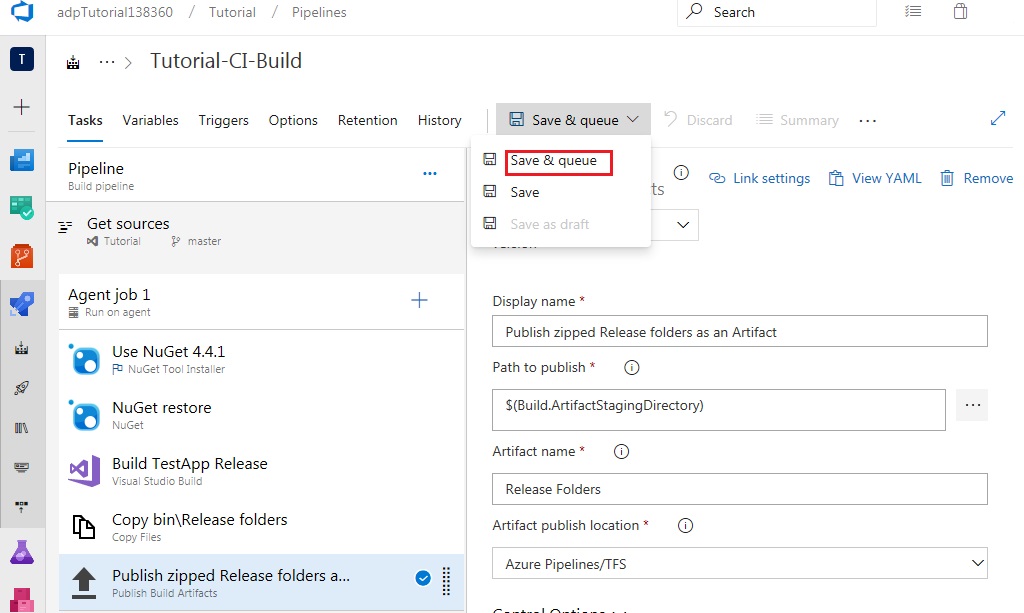 adpTutorial138360 / Tutorial / Pipelines
Search
T
··· > Tutorial-CI-Build
Tasks Variables Triggers Options Retention History
Save & queue
Discard
Summary
···
Save & queue
Save
Save as draft
Pipeline
Build pipeline
Link settings
View YAML
Remove
Get sources
Tutorial master
Agent job 1
Run on agent
Use NuGet 4.4.1
NuGet Tool Installer
NuGet restore
NuGet
Build TestApp Release
Visual Studio Build
Copy bin\Release folders
Copy Files
Publish zipped Release folders a...
Publish Build Artifacts
Display name *
Publish zipped Release folders as an Artifact
Path to publish *
$(Build.ArtifactStagingDirectory)
Artifact name *
Release Folders
Artifact publish location *
Azure Pipelines/TFS
Control Options